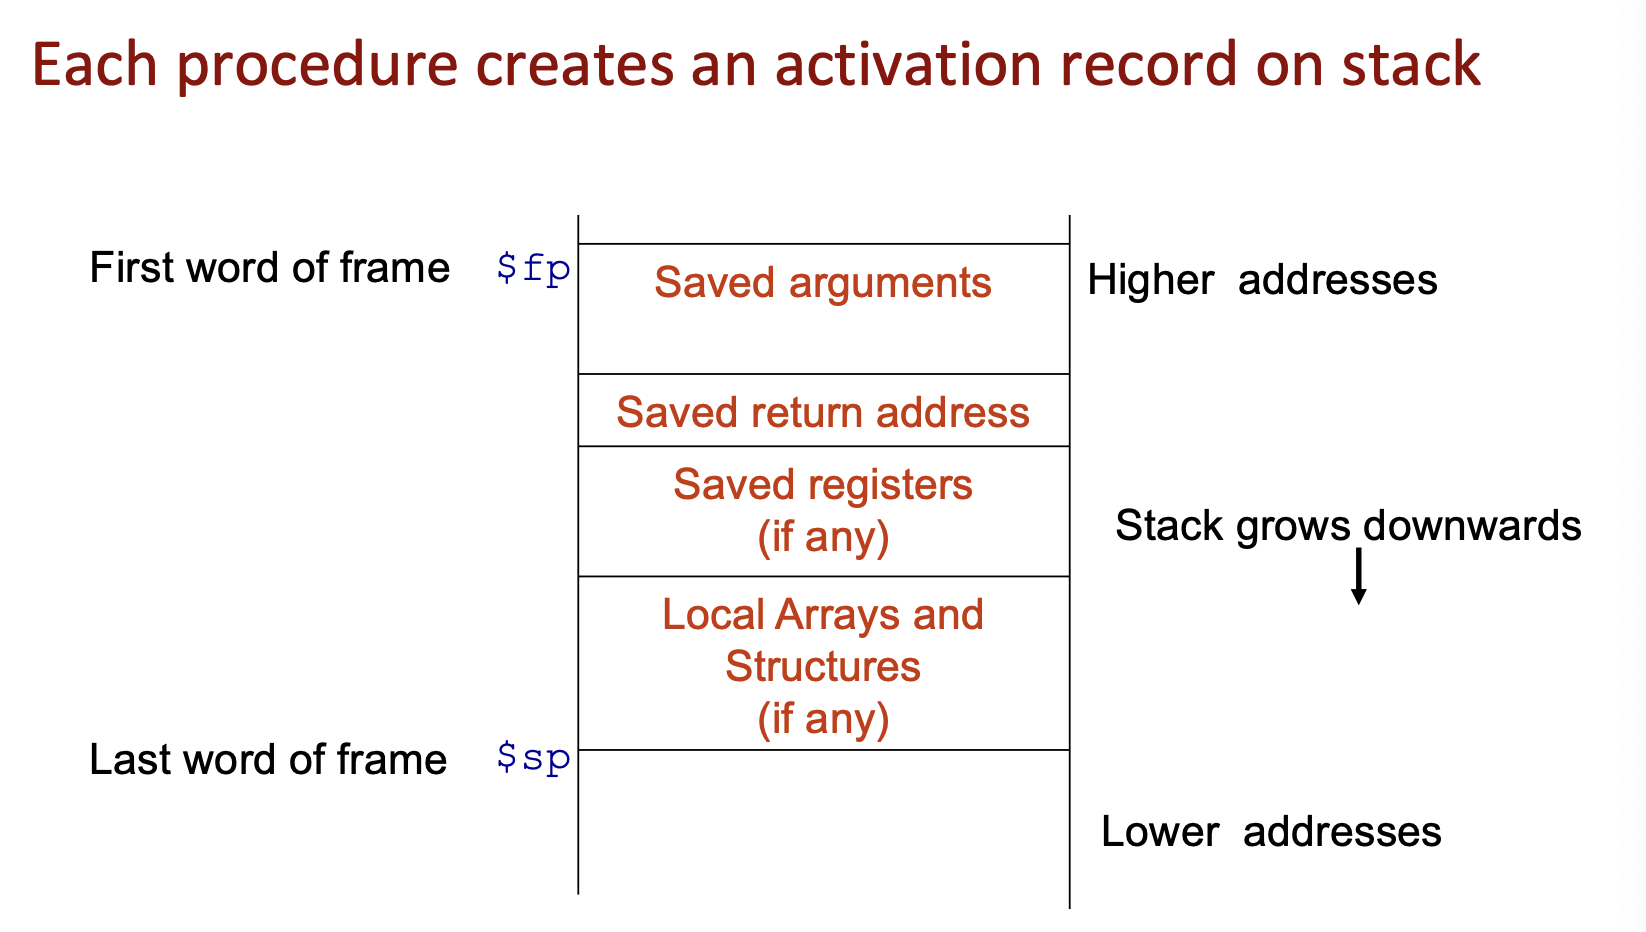 Each procedure creates an activation record on stack
First word of frame $fp
Saved arguments
Higher addresses
Saved return address
Saved registers
(if any)
Stack grows downwards
Local Arrays and
Structures
(if any)
Last word of frame $sp
Lower addresses